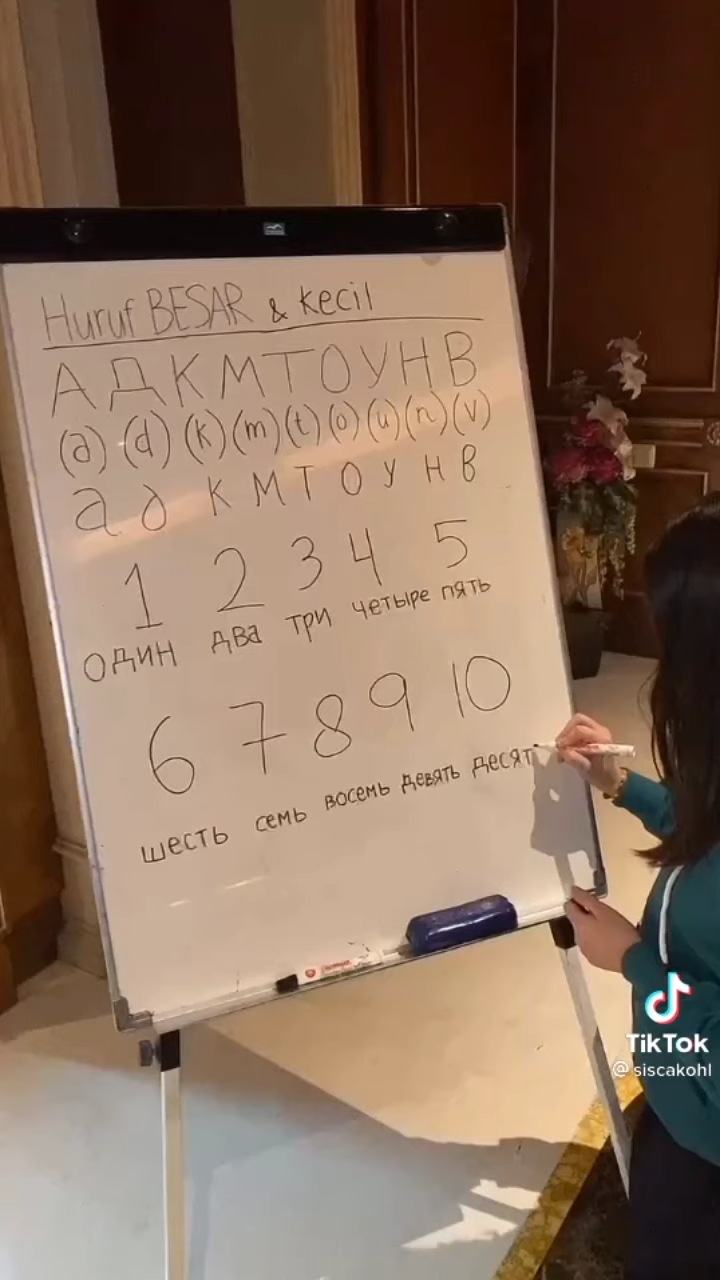 Huruf BESAR & kecil
А Д К М Т О У Н В
(a) (d) (k) (m) (t) (o) (u) (n) (v)
а д к м т о у н в
1 2 3 4 5
один два три четыре пять
6 7 8 9 10
шесть семь восемь девять десят
TikTok
@siscakohl